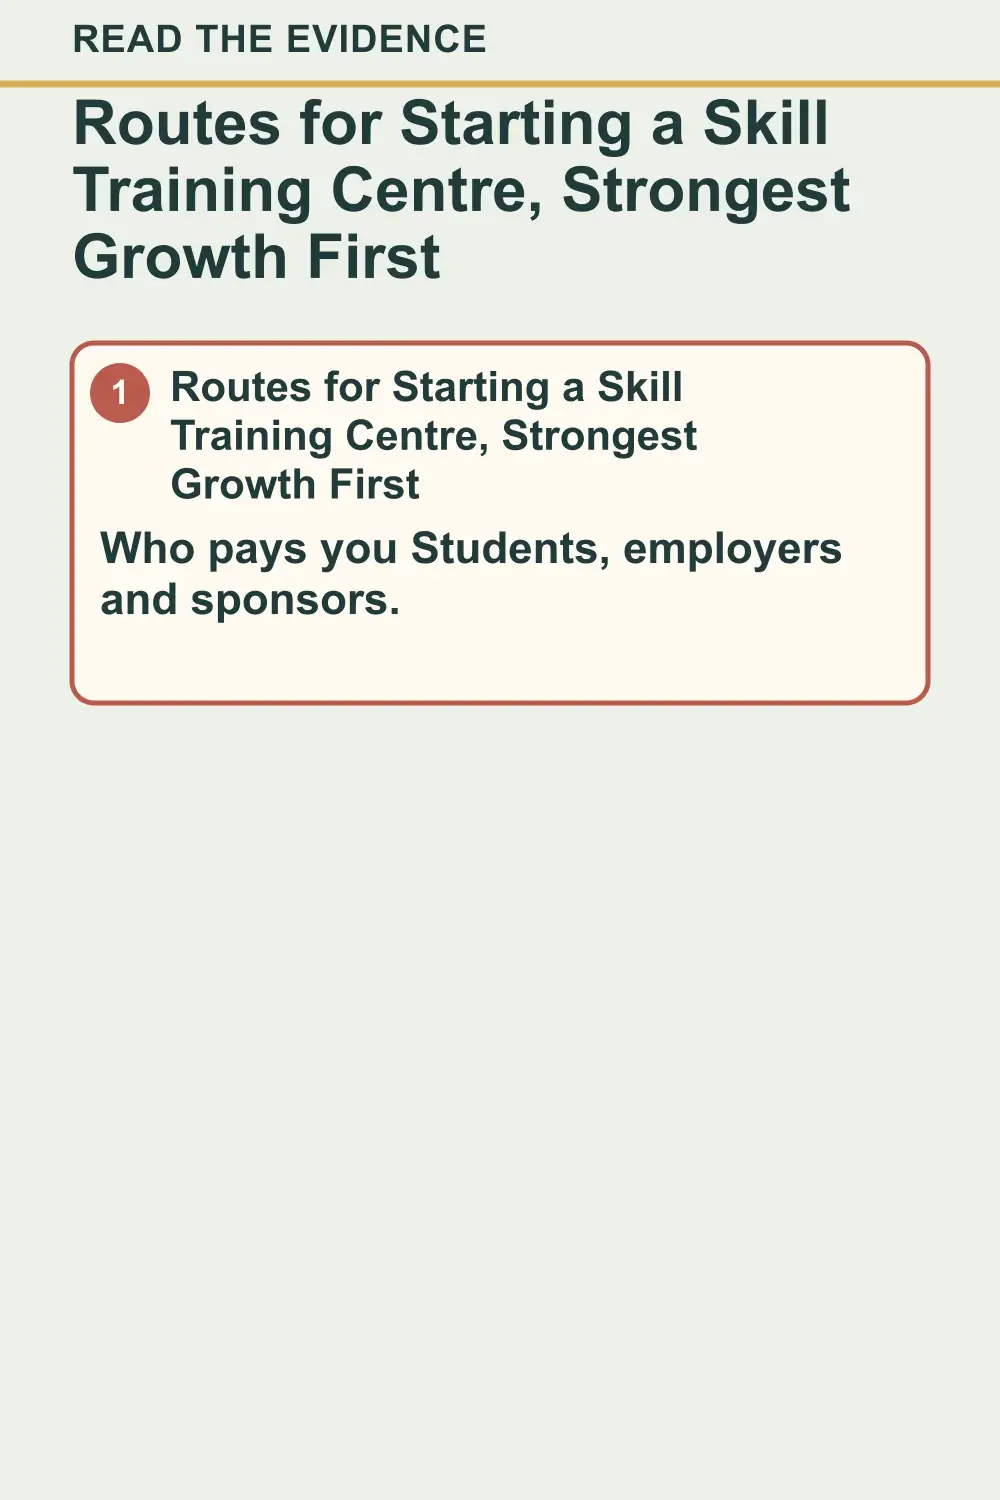 READ THE EVIDENCE
Routes for Starting a Skill
Training Centre, Strongest
Growth First
1
Routes for Starting a Skill
Training Centre, Strongest
Growth First
Who pays you Students, employers
and sponsors.